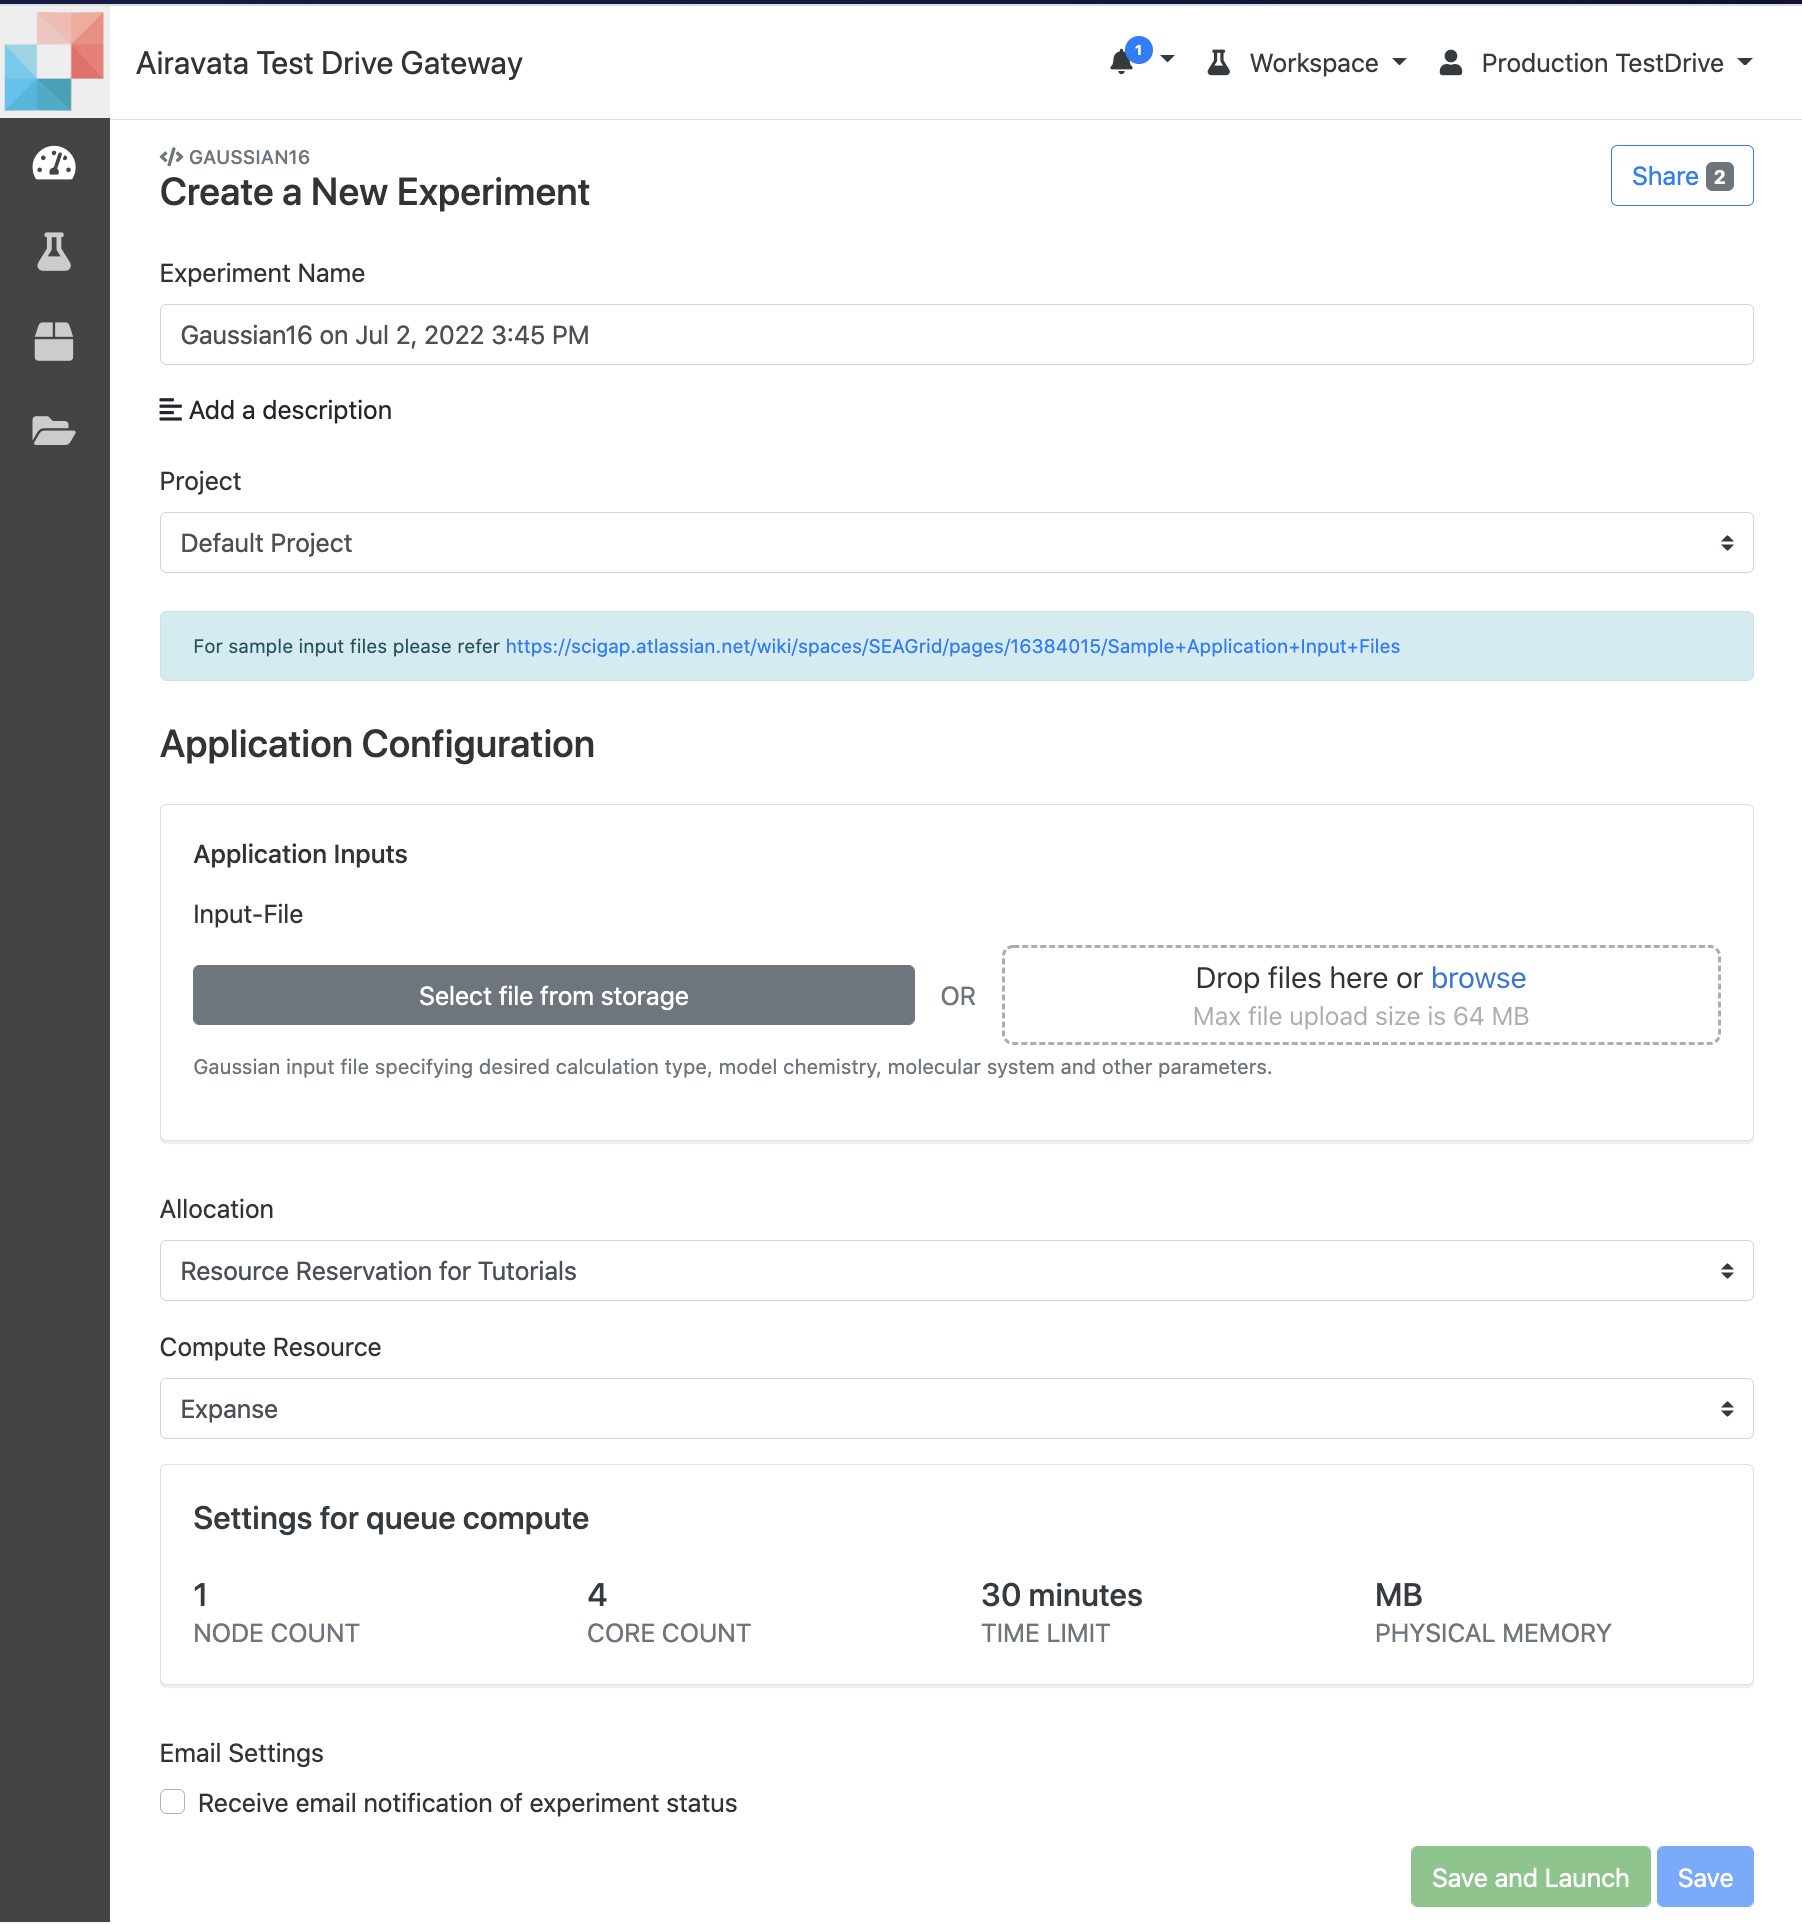 Airavata Test Drive Gateway
1
Workspace
Production TestDrive
</> GAUSSIAN16
Create a New Experiment
Share 2
Experiment Name
Gaussian16 on Jul 2, 2022 3:45 PM
Add a description
Project
Default Project
For sample input files please refer https://scigap.atlassian.net/wiki/spaces/SEAGrid/pages/16384015/Sample+Application+Input+Files
Application Configuration
Application Inputs
Input-File
Select file from storage
OR
Drop files here or browse
Max file upload size is 64 MB
Gaussian input file specifying desired calculation type, model chemistry, molecular system and other parameters.
Allocation
Resource Reservation for Tutorials
Compute Resource
Expanse
Settings for queue compute
1
NODE COUNT
4
CORE COUNT
30 minutes
TIME LIMIT
MB
PHYSICAL MEMORY
Email Settings
Receive email notification of experiment status
Save and Launch
Save